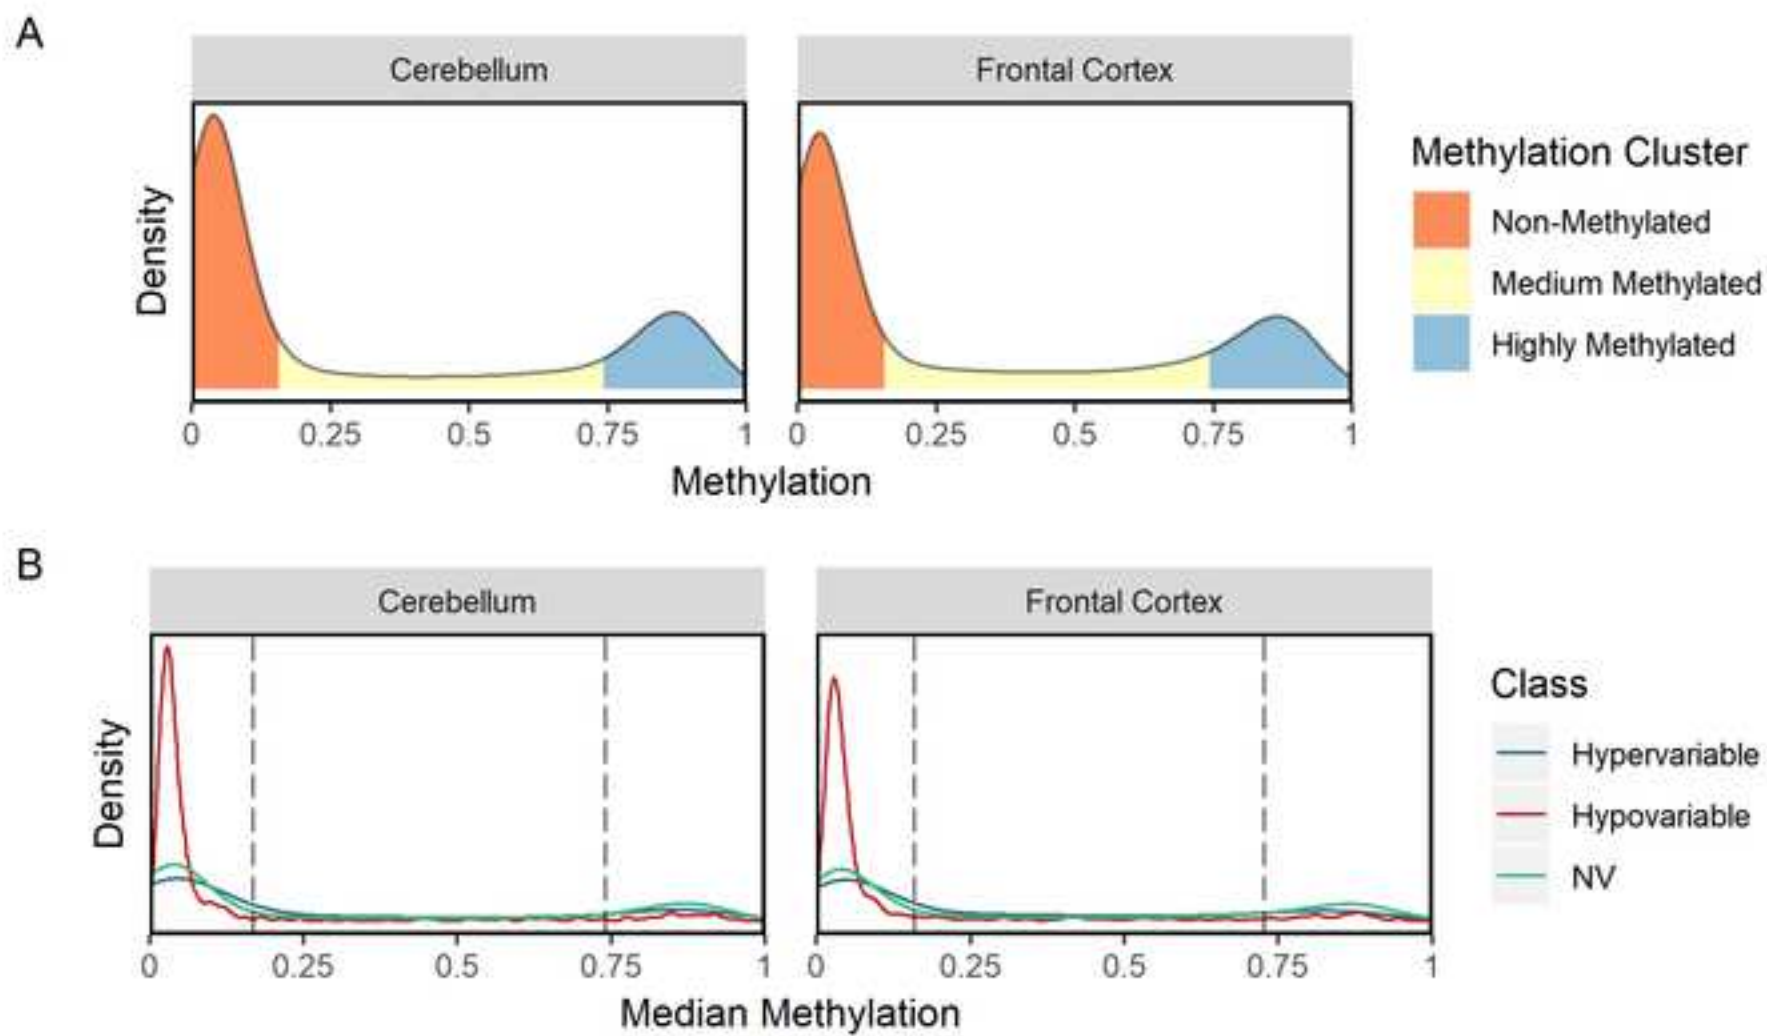 A
Cerebellum
Frontal Cortex
Density
0 0.25 0.5 0.75 1
0 0.25 0.5 0.75 1
Methylation
Methylation Cluster
Non-Methylated
Medium Methylated
Highly Methylated
B
Cerebellum
Frontal Cortex
Density
0 0.25 0.5 0.75 1
0 0.25 0.5 0.75 1
Median Methylation
Class
Hypervariable
Hypovariable
NV